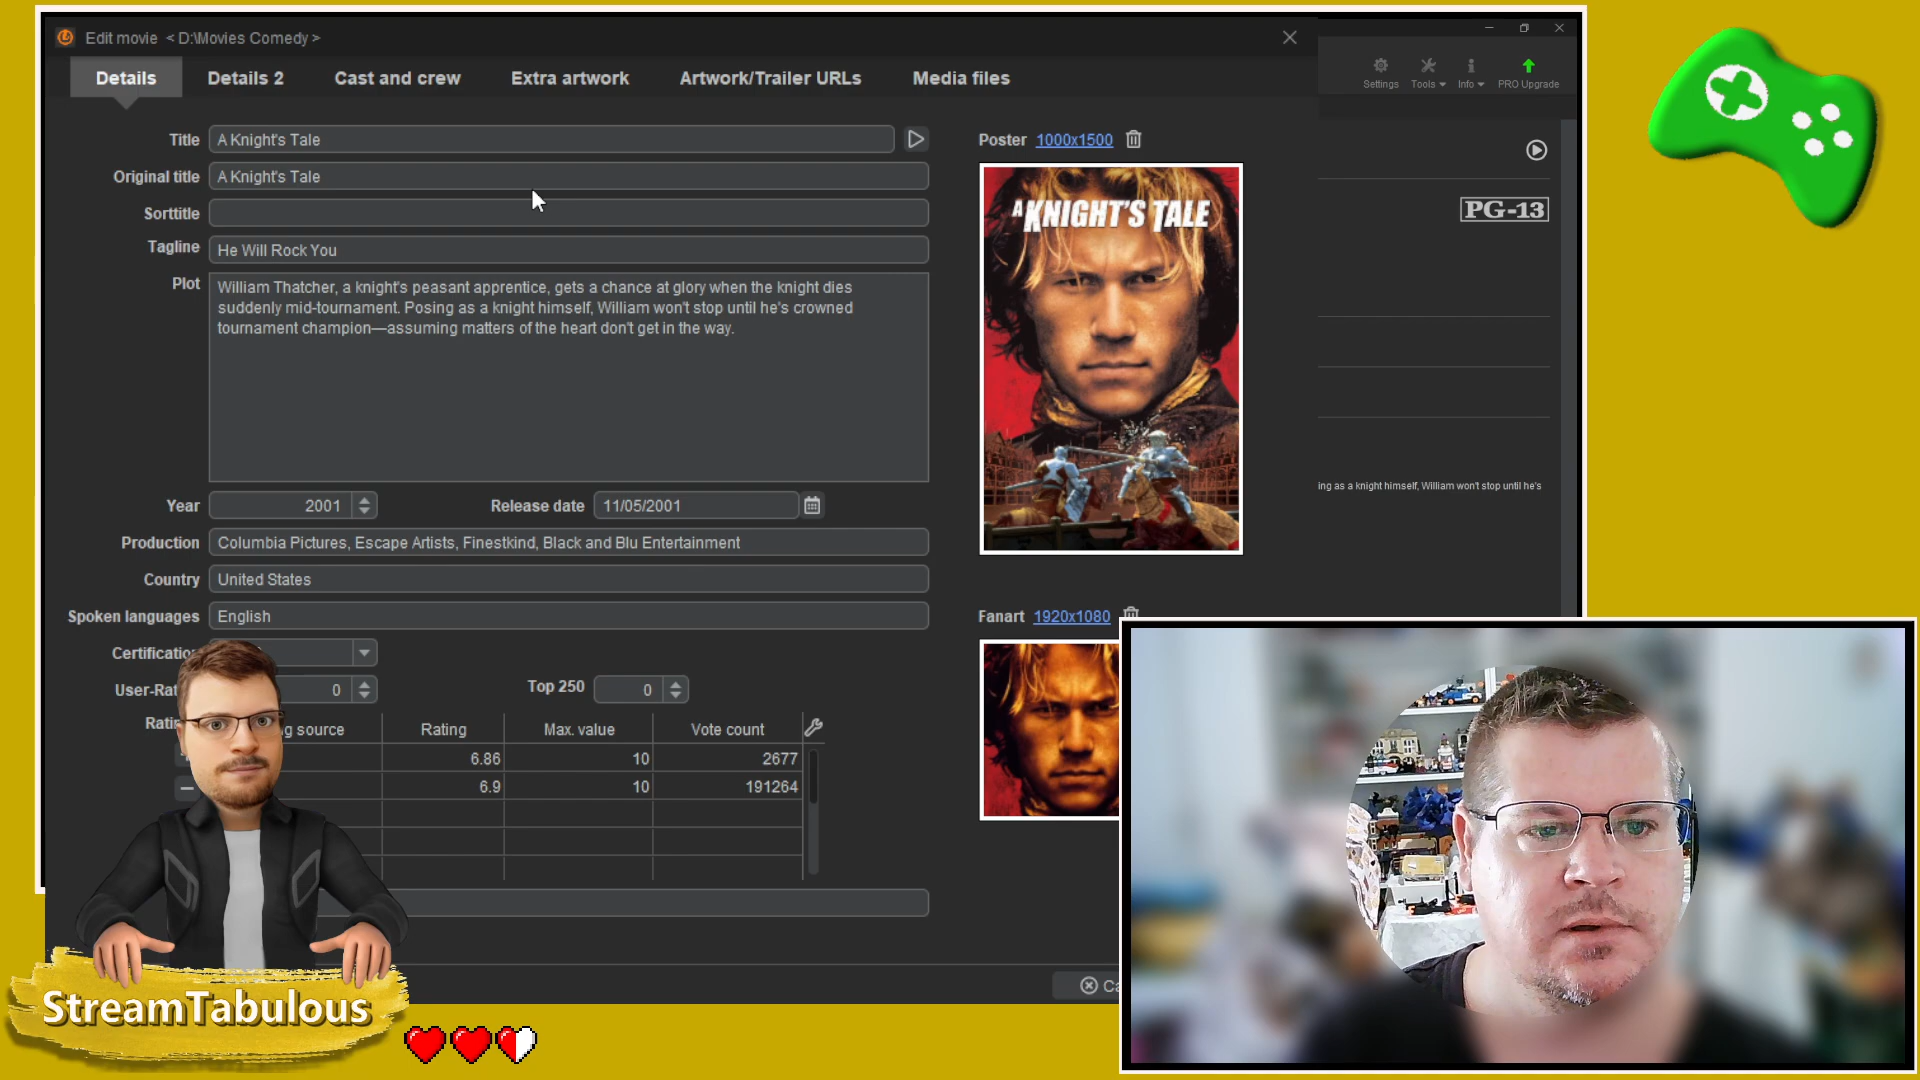 Edit movie < D:\Movies Comedy >
Details
Details 2
Cast and crew
Extra artwork
Artwork/Trailer URLs
Media files
Settings
Tools
Info
PRO Upgrade
Title
A Knight's Tale
Poster 1000x1500
Original title
A Knight's Tale
Sorttitle
Tagline
He Will Rock You
Plot
William Thatcher, a knight's peasant apprentice, gets a chance at glory when the knight dies
suddenly mid-tournament. Posing as a knight himself, William won't stop until he's crowned
tournament champion—assuming matters of the heart don't get in the way.
A KNIGHT'S TALE
PG-13
ing as a knight himself, William won't stop until he's
Year
2001
Release date
11/05/2001
Production
Columbia Pictures, Escape Artists, Finestkind, Black and Blu Entertainment
Country
United States
Spoken languages
English
Fanart 1920x1080
Certificatio
User-Rat
0
Top 250
0
Ratin
g source
Rating
Max. value
Vote count
6.86
10
2677
6.9
10
191264
Ca
StreamTabulous